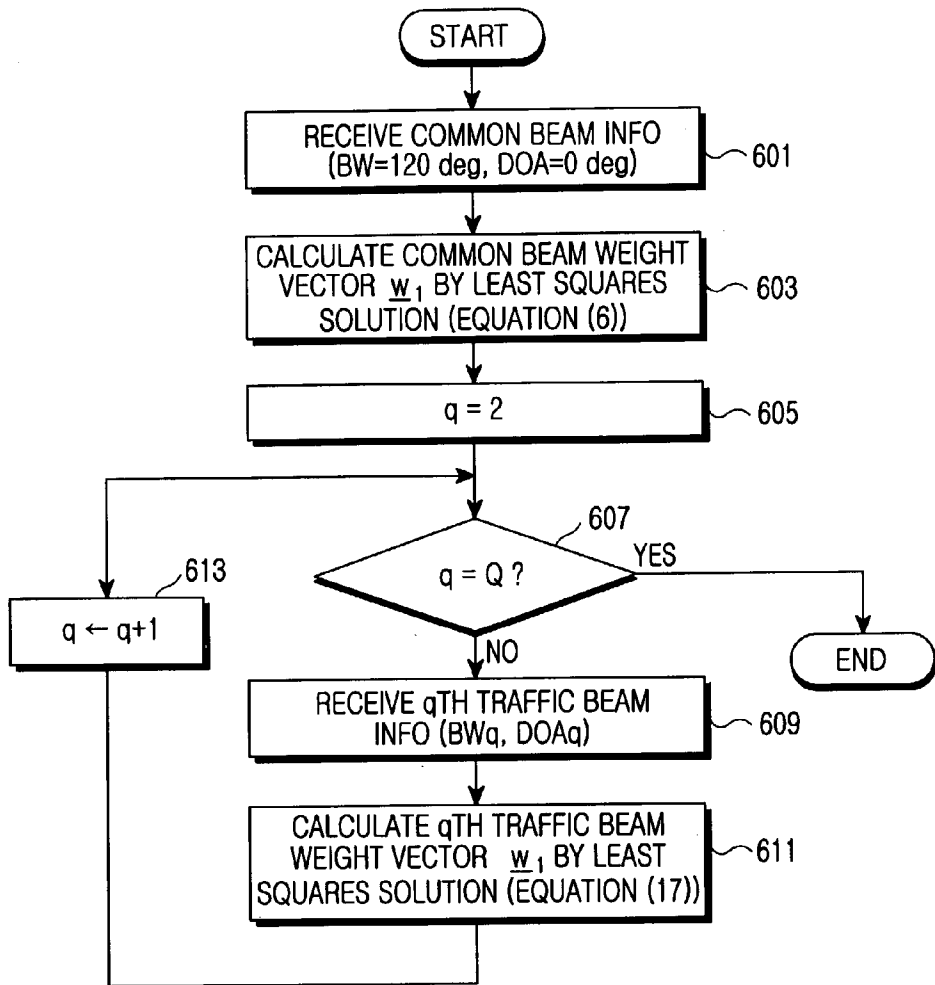 START
RECEIVE COMMON BEAM INFO
(BW=120 deg, DOA=0 deg)
601
CALCULATE COMMON BEAM WEIGHT
VECTOR w1 BY LEAST SQUARES
SOLUTION (EQUATION (6))
603
q = 2
605
607
q = Q ?
YES
613
q ← q+1
NO
END
RECEIVE qTH TRAFFIC BEAM
INFO (BWq, DOAq)
609
CALCULATE qTH TRAFFIC BEAM
WEIGHT VECTOR w1 BY LEAST
SQUARES SOLUTION (EQUATION (17))
611